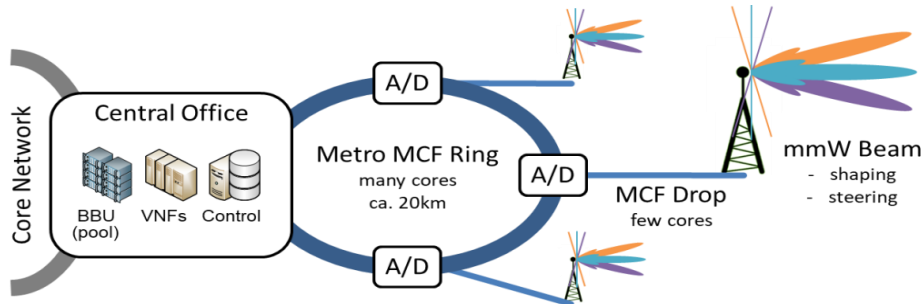 Core Network
Central Office
BBU
(pool)
VNFs
Control
A/D
Metro MCF Ring
many cores
ca. 20km
A/D
A/D
MCF Drop
few cores
mmW Beam
- shaping
- steering